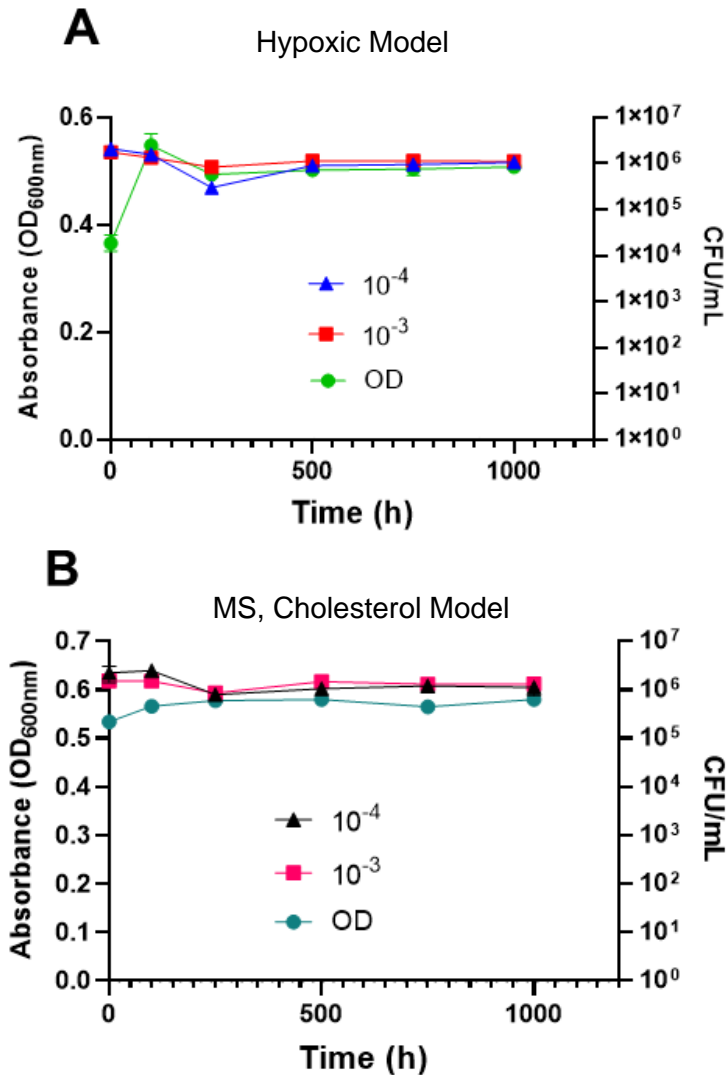 A
Hypoxic Model
0.6
0.4
0.2
0.0
Absorbance (OD600nm)
1×10⁷
1×10⁶
1×10⁵
1×10⁴
1×10³
1×10²
1×10¹
1×10⁰
CFU/mL
10⁻⁴
10⁻³
OD
0 500 1000
Time (h)
B
MS, Cholesterol Model
0.7
0.6
0.5
0.4
0.3
0.2
0.1
0.0
Absorbance (OD600nm)
10⁷
10⁶
10⁵
10⁴
10³
10²
10¹
10⁰
CFU/mL
10⁻⁴
10⁻³
OD
0 500 1000
Time (h)